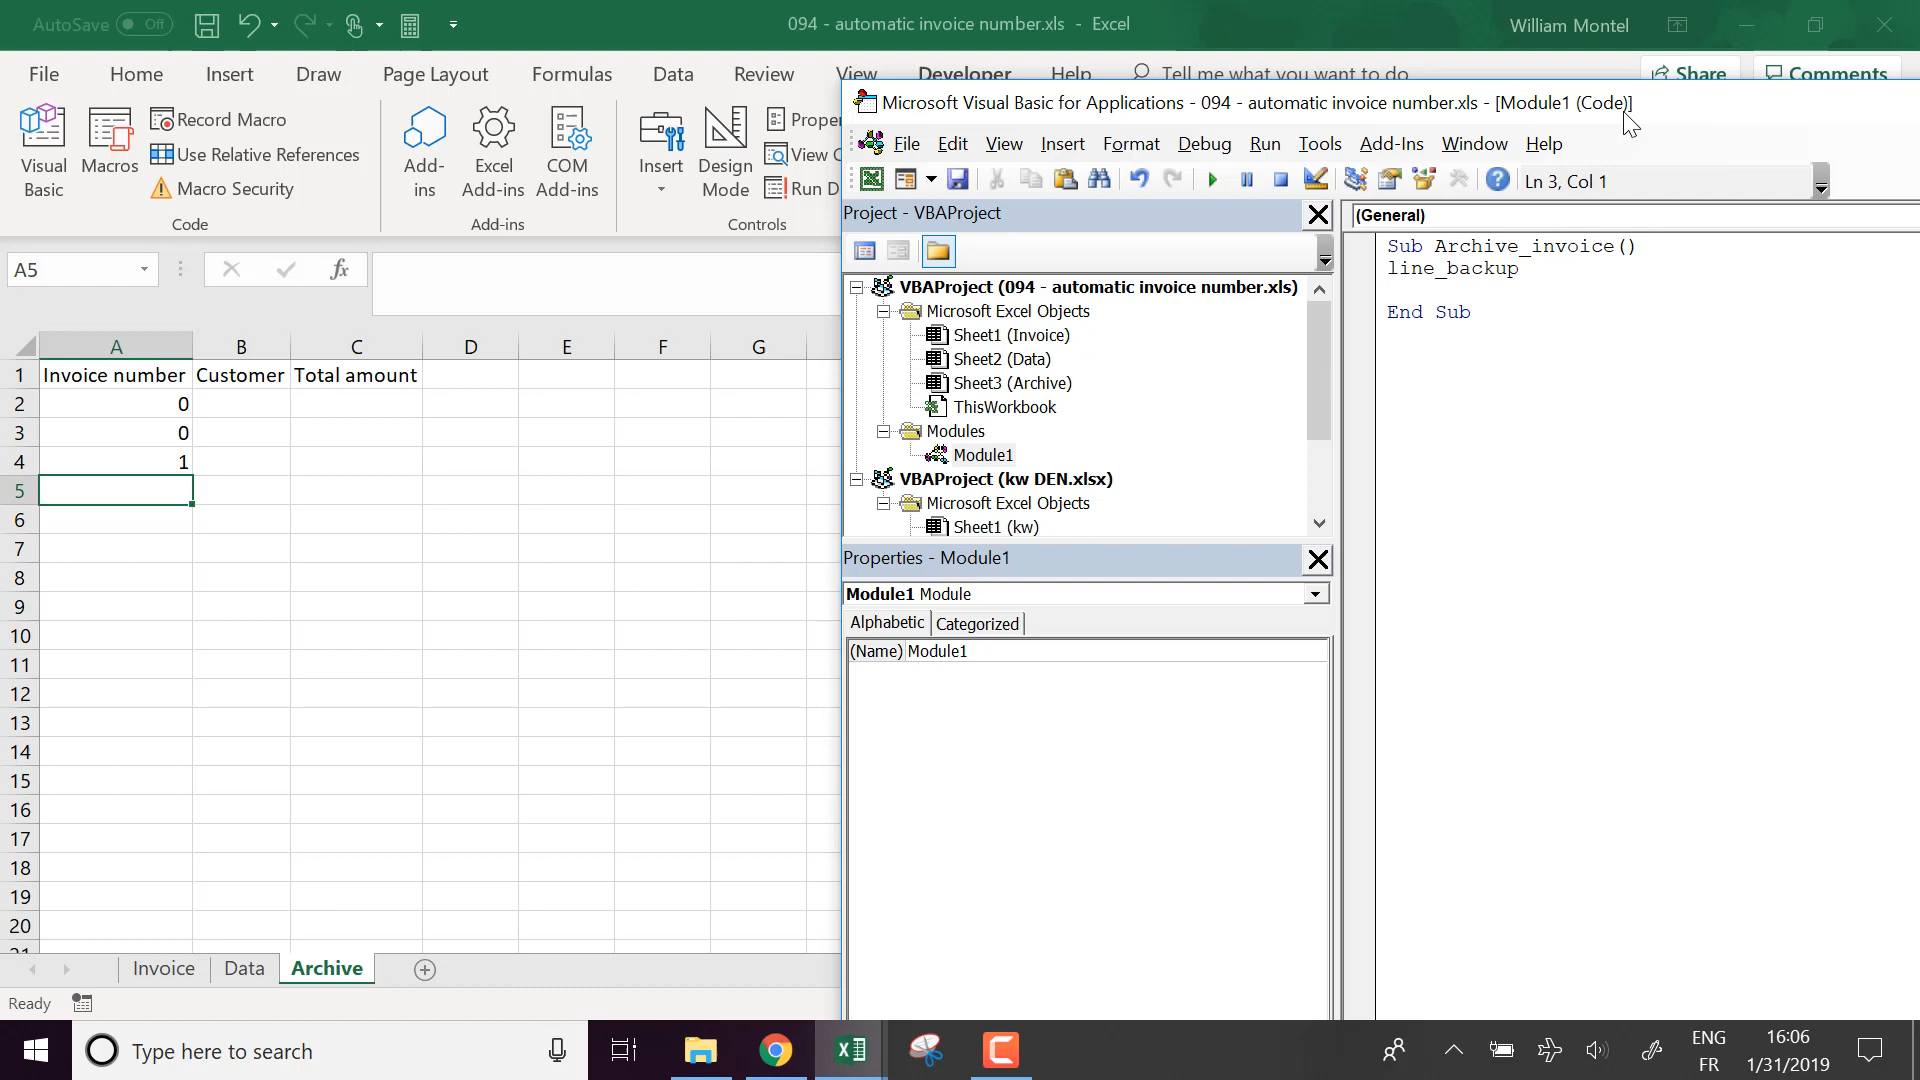 AutoSave Off
094 - automatic invoice number.xls - Excel
William Montel
File Home Insert Draw Page Layout Formulas Data Review View Developer Help Tell me what you want to do Share Comments
Visual Basic
Macros
Record Macro
Use Relative References
Macro Security
Code
Add-ins
Excel Add-ins
COM Add-ins
Add-ins
Insert
Design Mode
Proper
View C
Run D
Controls
A5
fx
A B C D E F G
1 Invoice number Customer Total amount
2 0
3 0
4 1
5
6
7
8
9
10
11
12
13
14
15
16
17
18
19
20
21
Invoice Data Archive
Ready
Microsoft Visual Basic for Applications - 094 - automatic invoice number.xls - [Module1 (Code)]
File Edit View Insert Format Debug Run Tools Add-Ins Window Help
Ln 3, Col 1
Project - VBAProject
VBAProject (094 - automatic invoice number.xls)
Microsoft Excel Objects
Sheet1 (Invoice)
Sheet2 (Data)
Sheet3 (Archive)
ThisWorkbook
Modules
Module1
VBAProject (kw DEN.xlsx)
Microsoft Excel Objects
Sheet1 (kw)
Properties - Module1
Module1 Module
Alphabetic Categorized
(Name) Module1
(General)
Sub Archive_invoice()
line_backup
End Sub
Type here to search
ENG
FR
16:06
1/31/2019